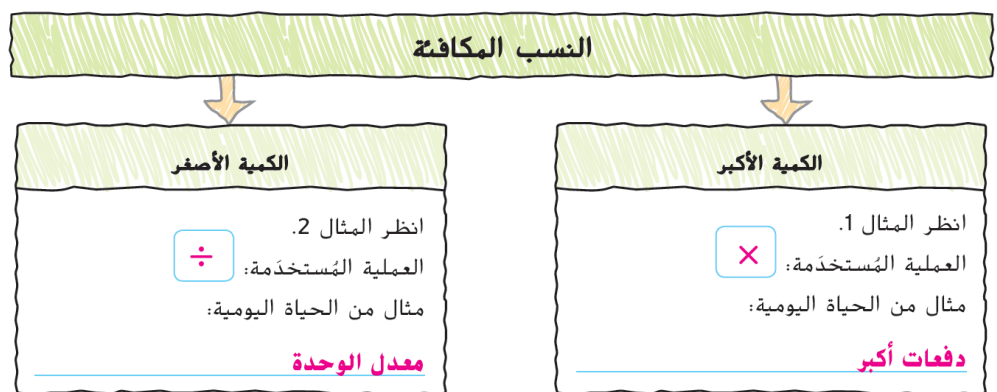 النسب المكافئة
الكمية الأكبر
انظر المثال 1.
العملية المُستخدَمة: ×
مثال من الحياة اليومية:
دفعات أكبر
الكمية الأصغر
انظر المثال 2.
العملية المُستخدَمة: ÷
مثال من الحياة اليومية:
معدل الوحدة